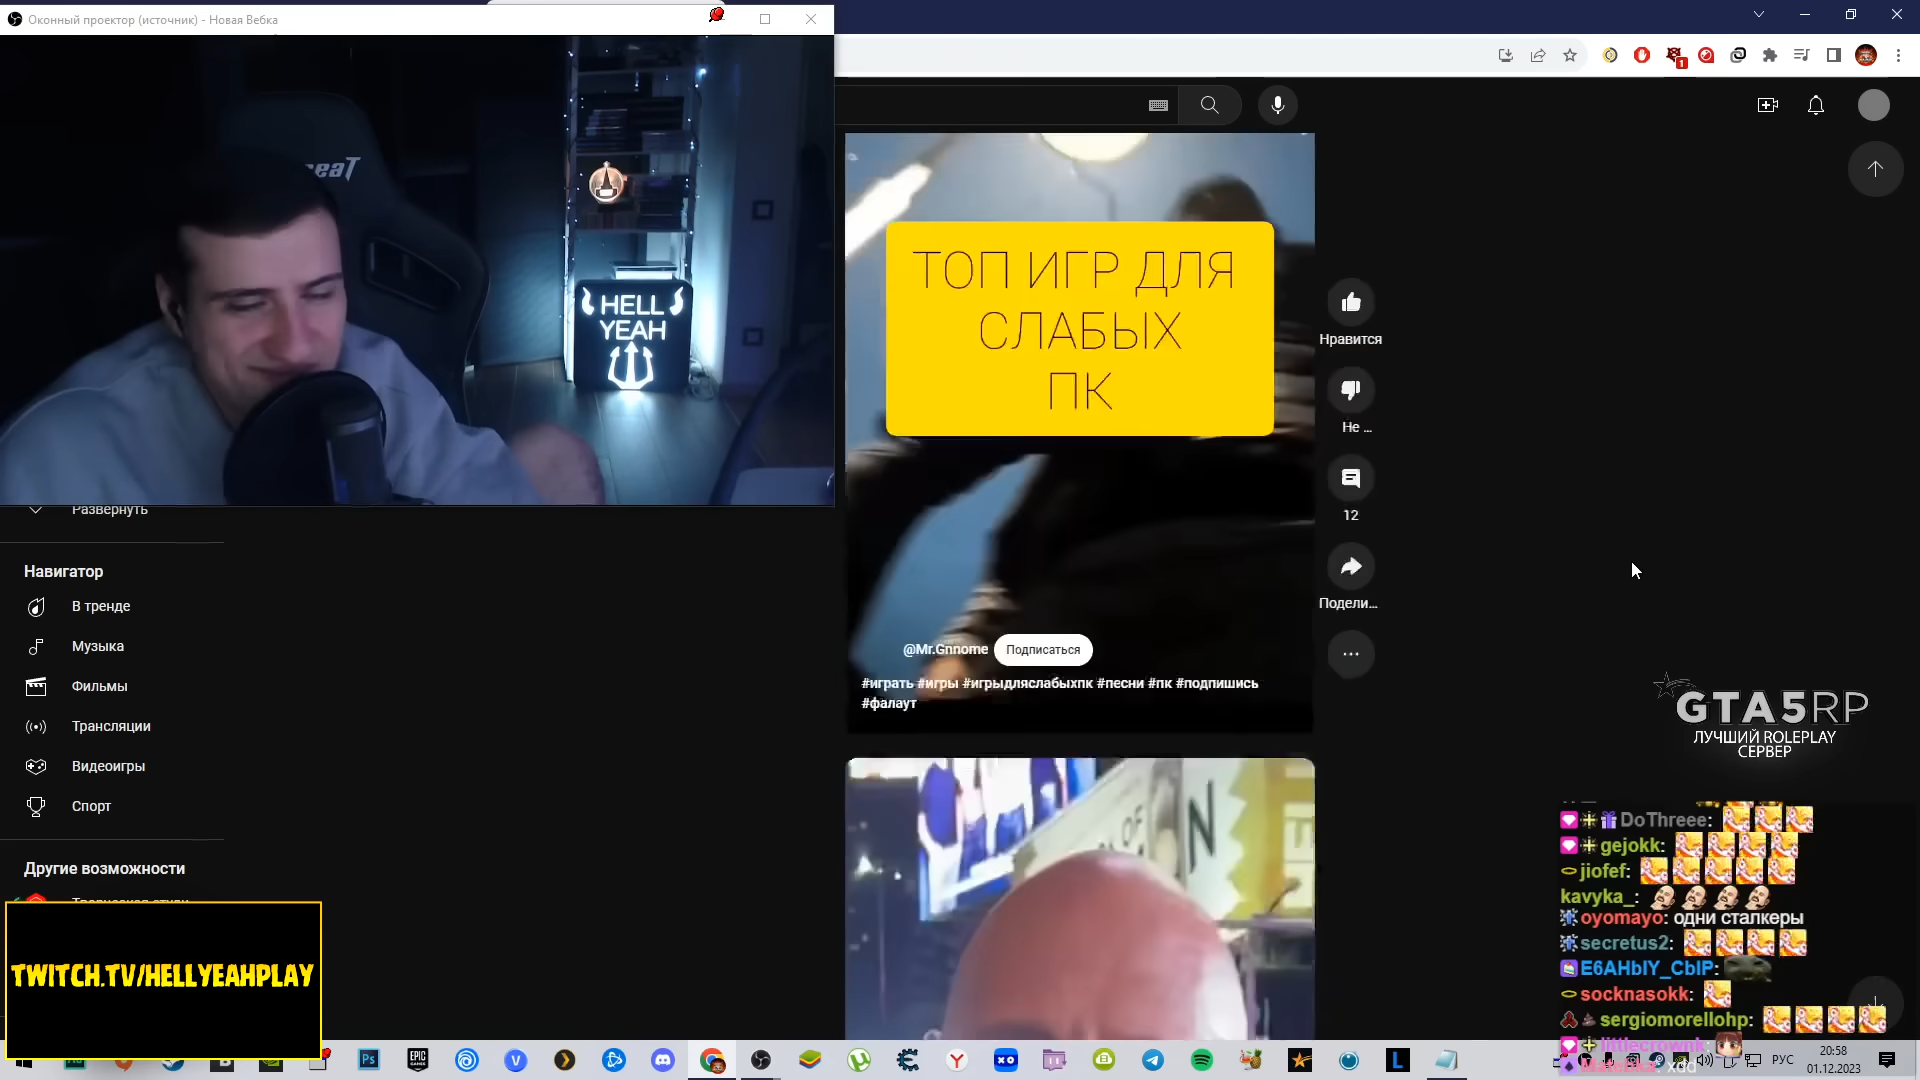 Оконный проектор (источник) - Новая Вебка
HELL
YEAH
ТОП ИГР ДЛЯ
СЛАБЫХ
ПК
Нравится
Не ...
12
Подели...
@Mr.Gnnome Подписаться
#играть #игры #игрыдляслабыхпк #песни #пк #подпишись
#фалаут
Развернуть
Навигатор
В тренде
Музыка
Фильмы
Трансляции
Видеоигры
Спорт
Другие возможности
TWITCH.TV/HELLYEAHPLAY
GTA5RP
ЛУЧШИЙ ROLEPLAY
СЕРВЕР
DoThreee:
gejokk:
jiofef:
kavyka_:
oyomayo: одни сталкеры
secretus2:
E6AHbIY_CbIP:
socknasokk:
sergiomorellohp:
littlecrownk:
xdd
РУС
20:58
01.12.2023